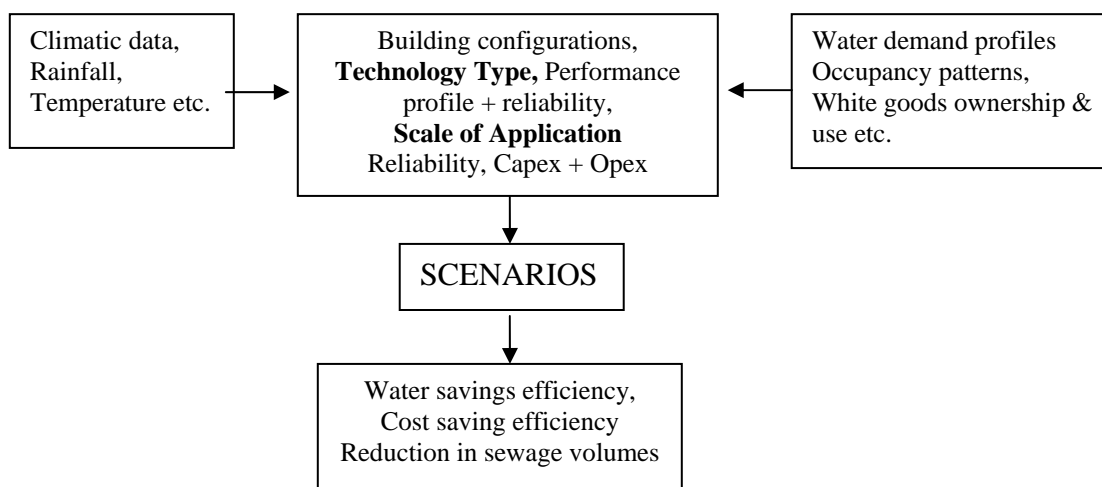 Climatic data,
Rainfall,
Temperature etc.
Building configurations,
Technology Type, Performance
profile + reliability,
Scale of Application
Reliability, Capex + Opex
Water demand profiles
Occupancy patterns,
White goods ownership &
use etc.
SCENARIOS
Water savings efficiency,
Cost saving efficiency
Reduction in sewage volumes